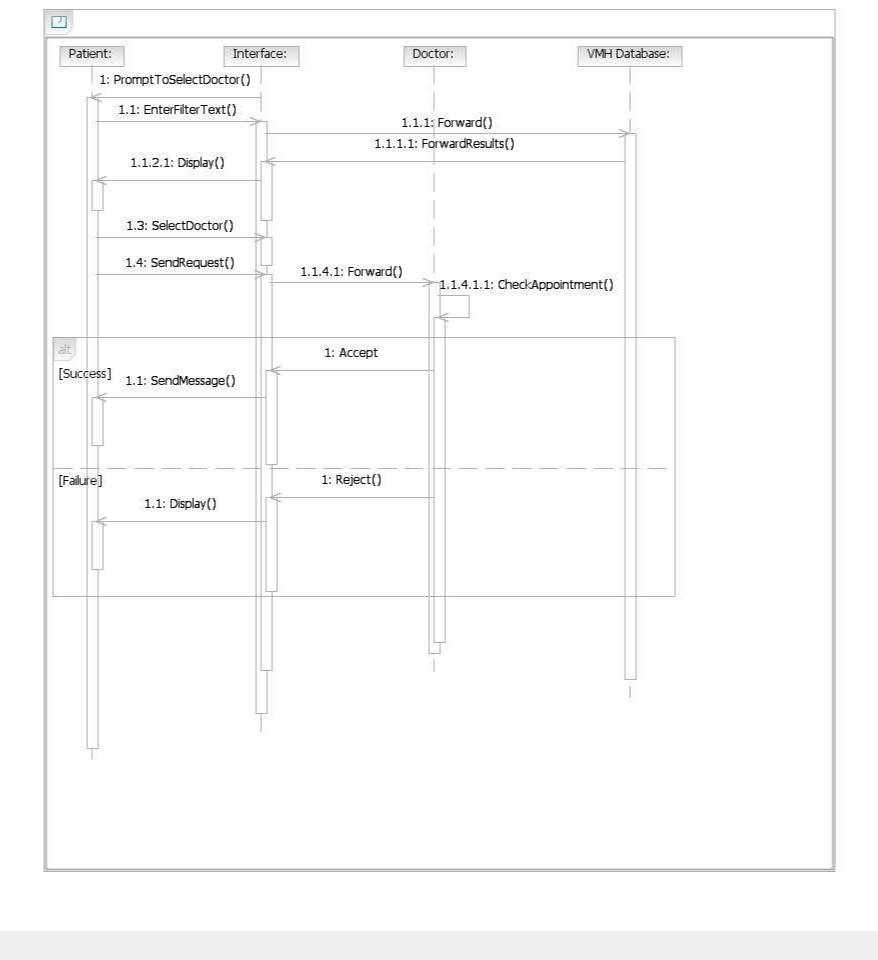 Patient:
Interface:
Doctor:
VMH Database:
1: PromptToSelectDoctor()
1.1: EnterFilterText()
1.1.1: Forward()
1.1.1.1: ForwardResults()
1.1.2.1: Display()
1.3: SelectDoctor()
1.4: SendRequest()
1.1.4.1: Forward()
1.1.4.1.1: CheckAppointment()
alt
1: Accept
[Success]
1.1: SendMessage()
[Failure]
1: Reject()
1.1: Display()